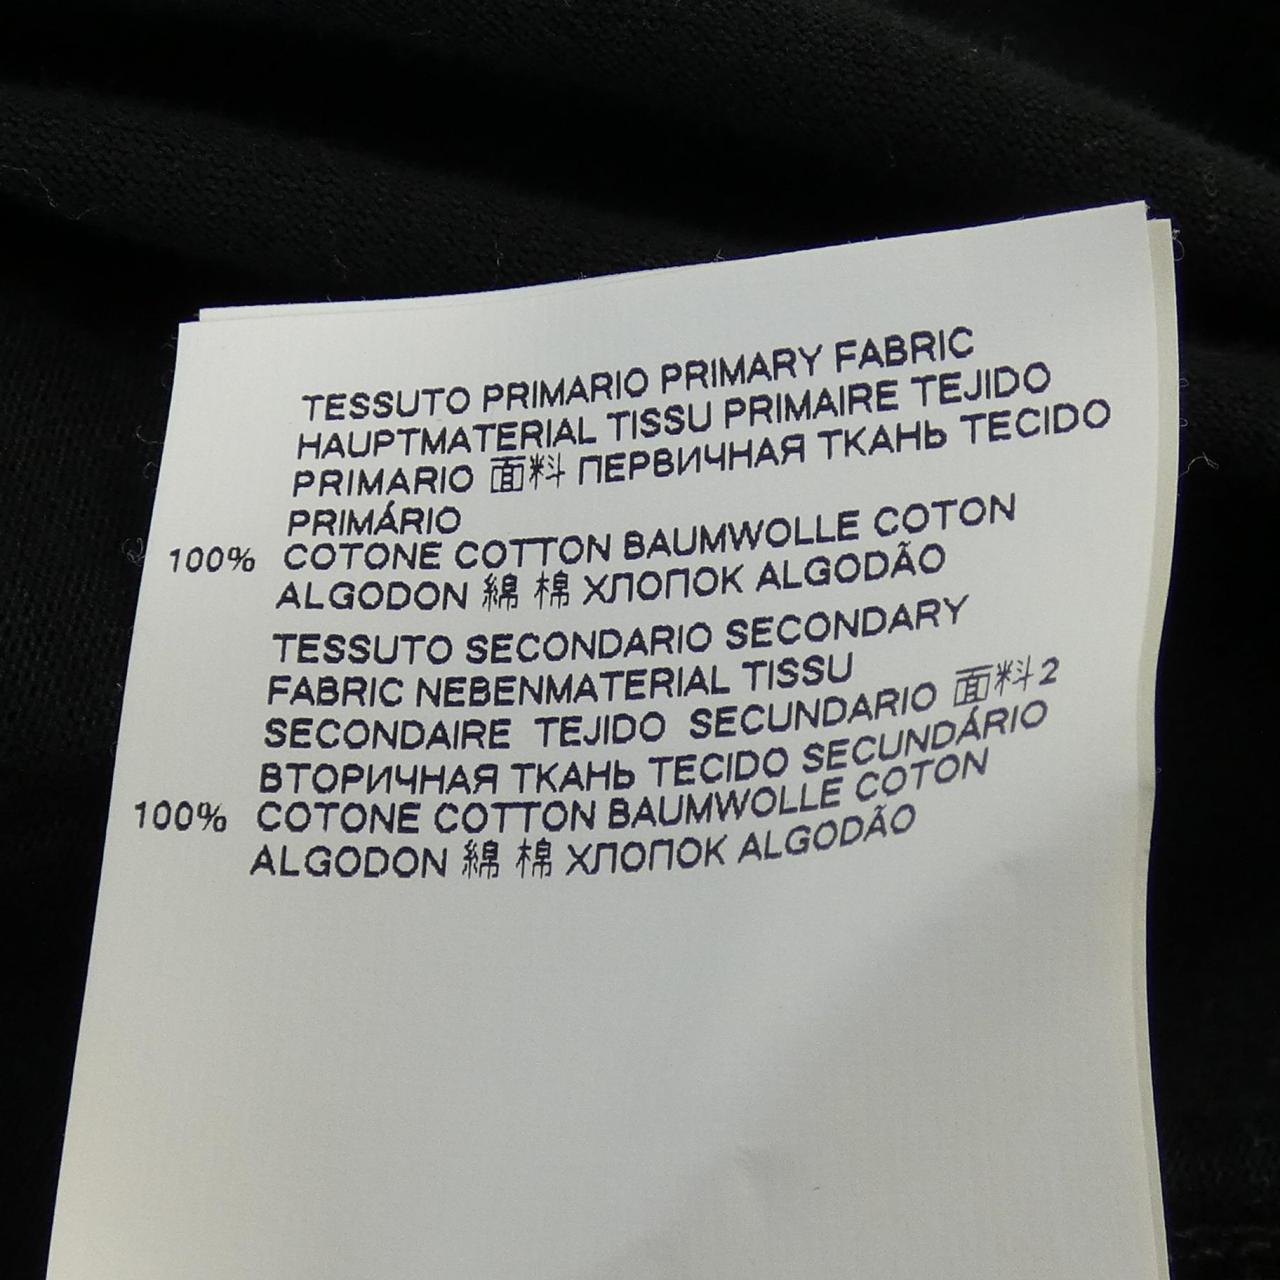 TESSUTO PRIMARIO PRIMARY FABRIC
HAUPTMATERIAL TISSU PRIMAIRE TEJIDO
PRIMARIO 面料 ПЕРВИЧНАЯ ТКАНЬ TECIDO
PRIMÁRIO
100% COTONE COTTON BAUMWOLLE COTON
ALGODON 綿 棉 ХЛОПОК ALGODÃO
TESSUTO SECONDARIO SECONDARY
FABRIC NEBENMATERIAL TISSU
SECONDAIRE TEJIDO SECUNDARIO 面料2
ВТОРИЧНАЯ ТКАНЬ TECIDO SECUNDÁRIO
100% COTONE COTTON BAUMWOLLE COTON
ALGODON 綿 棉 ХЛОПОК ALGODÃO